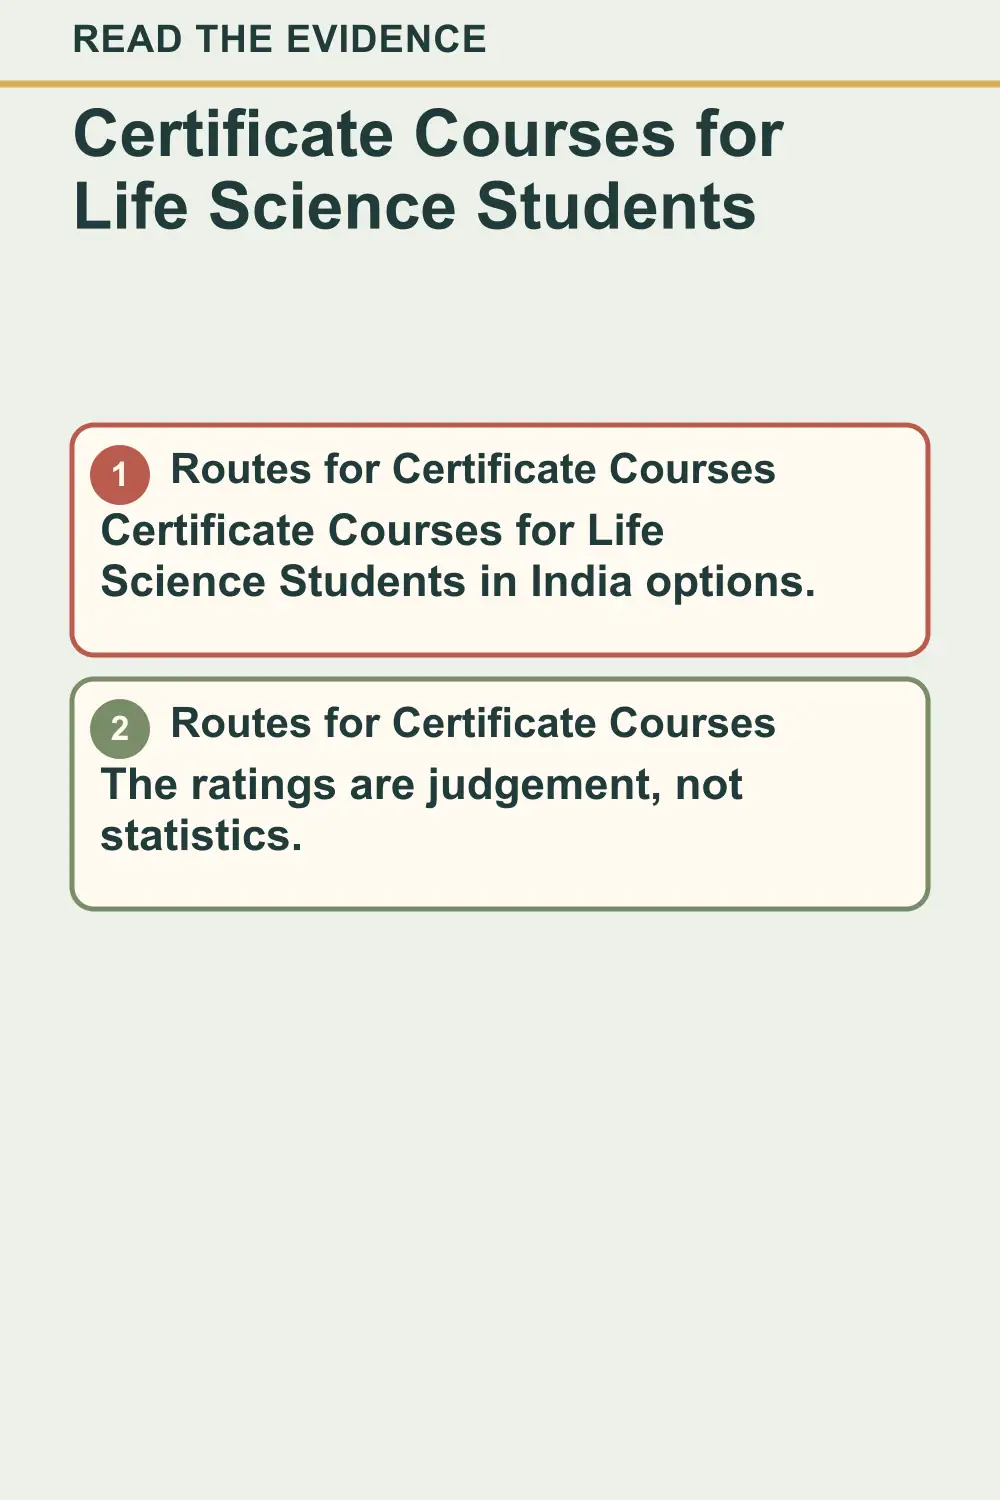 READ THE EVIDENCE
Certificate Courses for
Life Science Students
1 Routes for Certificate Courses
Certificate Courses for Life
Science Students in India options.
2 Routes for Certificate Courses
The ratings are judgement, not
statistics.